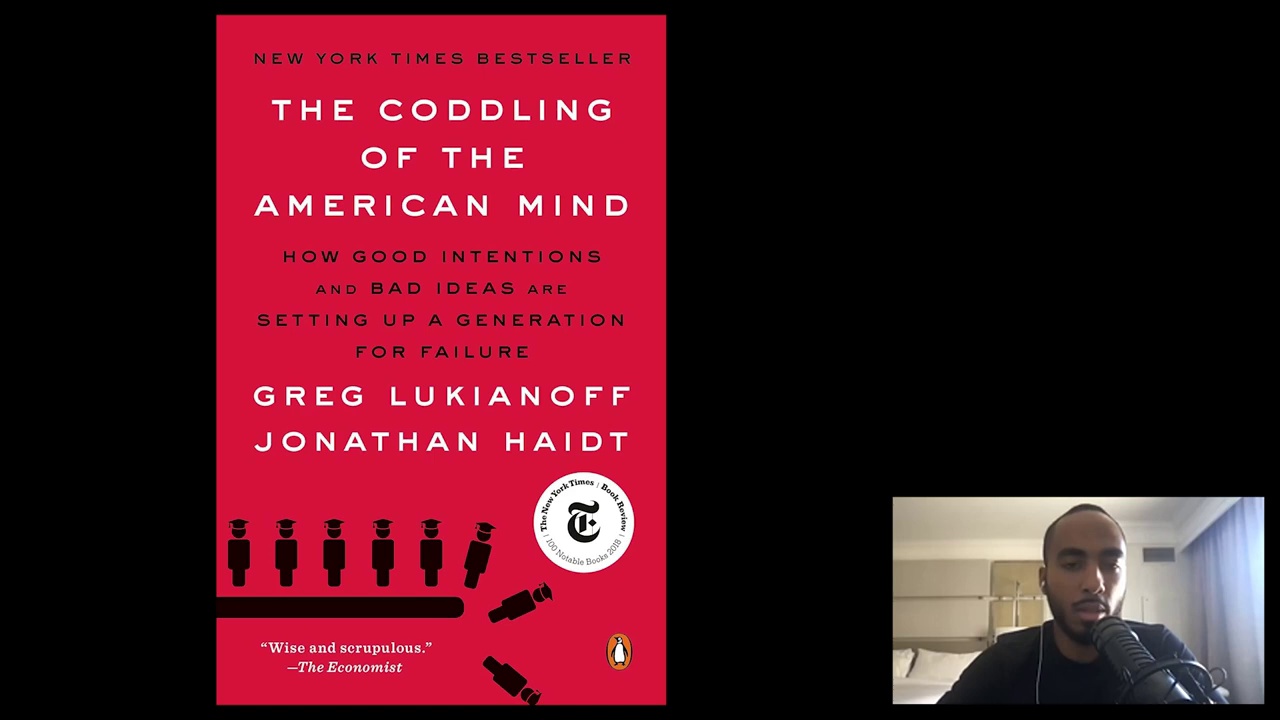 NEW YORK TIMES BESTSELLER
THE CODDLING
OF THE
AMERICAN MIND
HOW GOOD INTENTIONS
AND BAD IDEAS ARE
SETTING UP A GENERATION
FOR FAILURE
GREG LUKIANOFF
JONATHAN HAIDT
The New York Times | Book Review
T
100 Notable Books 2018
“Wise and scrupulous.”
—The Economist